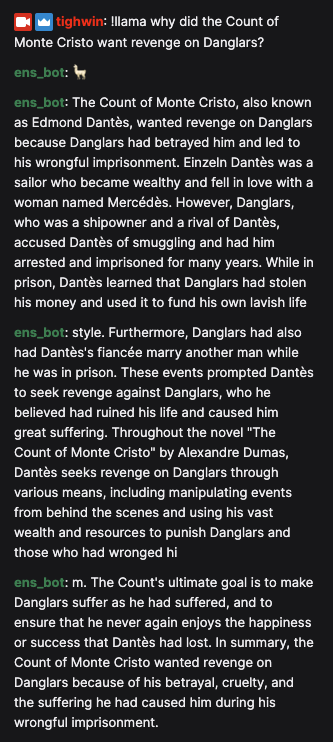 tighwin: !llama why did the Count of
Monte Cristo want revenge on Danglars?
ens_bot: 🦙
ens_bot: The Count of Monte Cristo, also known
as Edmond Dantès, wanted revenge on Danglars
because Danglars had betrayed him and led to
his wrongful imprisonment. Einzeln Dantès was a
sailor who became wealthy and fell in love with a
woman named Mercédès. However, Danglars,
who was a shipowner and a rival of Dantès,
accused Dantès of smuggling and had him
arrested and imprisoned for many years. While in
prison, Dantès learned that Danglars had stolen
his money and used it to fund his own lavish life
ens_bot: style. Furthermore, Danglars had also
had Dantès's fiancée marry another man while
he was in prison. These events prompted Dantès
to seek revenge against Danglars, who he
believed had ruined his life and caused him
great suffering. Throughout the novel "The
Count of Monte Cristo" by Alexandre Dumas,
Dantès seeks revenge on Danglars through
various means, including manipulating events
from behind the scenes and using his vast
wealth and resources to punish Danglars and
those who had wronged hi
ens_bot: m. The Count's ultimate goal is to make
Danglars suffer as he had suffered, and to
ensure that he never again enjoys the happiness
or success that Dantès had lost. In summary, the
Count of Monte Cristo wanted revenge on
Danglars because of his betrayal, cruelty, and
the suffering he had caused him during his
wrongful imprisonment.